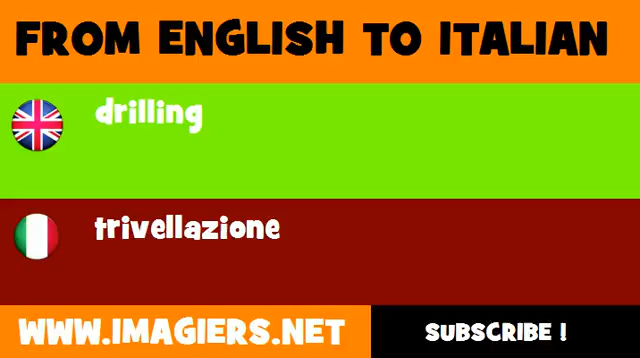 FROM ENGLISH TO ITALIAN
drilling
trivellazione
WWW.IMAGIERS.NET
SUBSCRIBE !